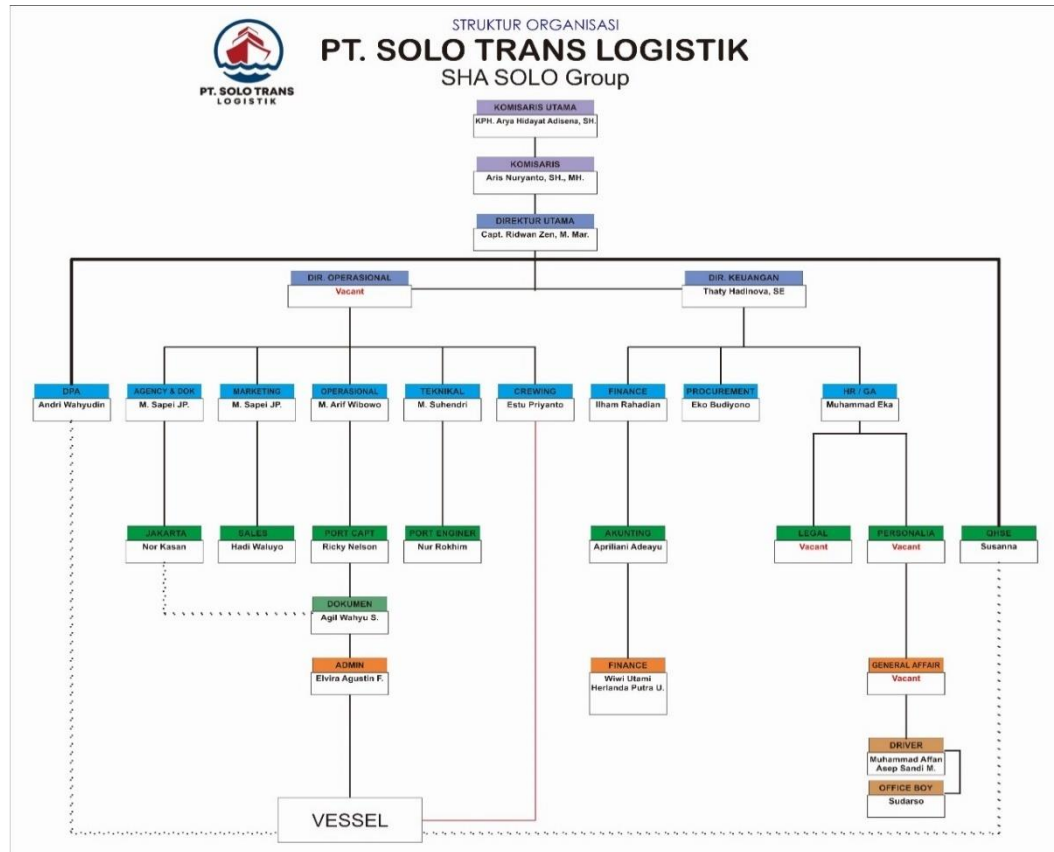 STRUKTUR ORGANISASI
PT. SOLO TRANS LOGISTIK
SHA SOLO Group
PT. SOLO TRANS
LOGISTIK
KOMISARIS UTAMA
KPH. Arya Hidayat Adisena, SH.
KOMISARIS
Aris Nuryanto, SH., MH.
DIREKTUR UTAMA
Capt. Ridwan Zen, M. Mar.
DIR. OPERASIONAL
Vacant
DIR. KEUANGAN
Thaty Hadinova, SE
DPA
Andri Wahyudin
AGENCY & DOK
M. Sapei JP.
MARKETING
M. Sapei JP.
OPERASIONAL
M. Arif Wibowo
TEKNIKAL
M. Suhendri
CREWING
Estu Priyanto
FINANCE
Ilham Rahadian
PROCUREMENT
Eko Budiyono
HR / GA
Muhammad Eka
JAKARTA
Nor Kasan
SALES
Hadi Waluyo
PORT CAPT
Ricky Nelson
PORT ENGINER
Nur Rokhim
AKUNTING
Apriliani Adeayu
LEGAL
Vacant
PERSONALIA
Vacant
QHSE
Susanna
DOKUMEN
Agil Wahyu S.
ADMIN
Elvira Agustin F.
FINANCE
Wiwi Utami
Herlanda Putra U.
GENERAL AFFAIR
Vacant
DRIVER
Muhammad Affan
Asep Sandi M.
OFFICE BOY
Sudarso
VESSEL